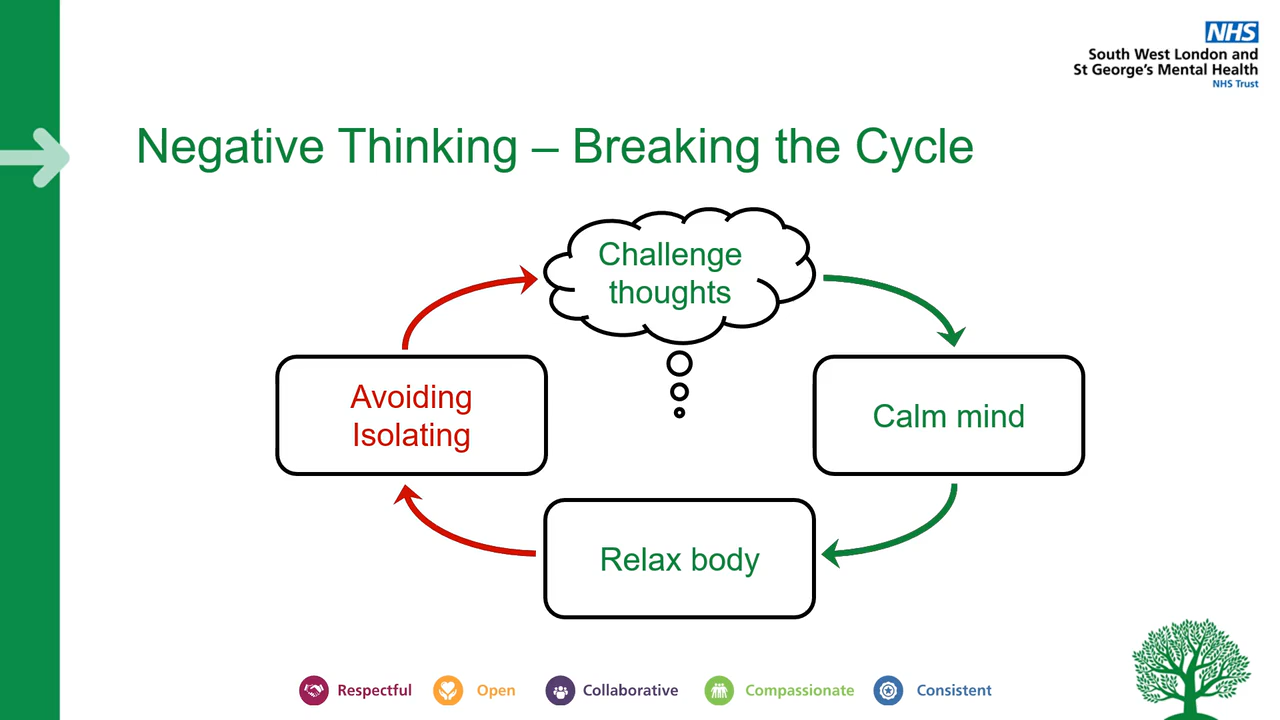 NHS
South West London and
St George's Mental Health
NHS Trust
Negative Thinking – Breaking the Cycle
Challenge
thoughts
Avoiding
Isolating
Calm mind
Relax body
Respectful
Open
Collaborative
Compassionate
Consistent